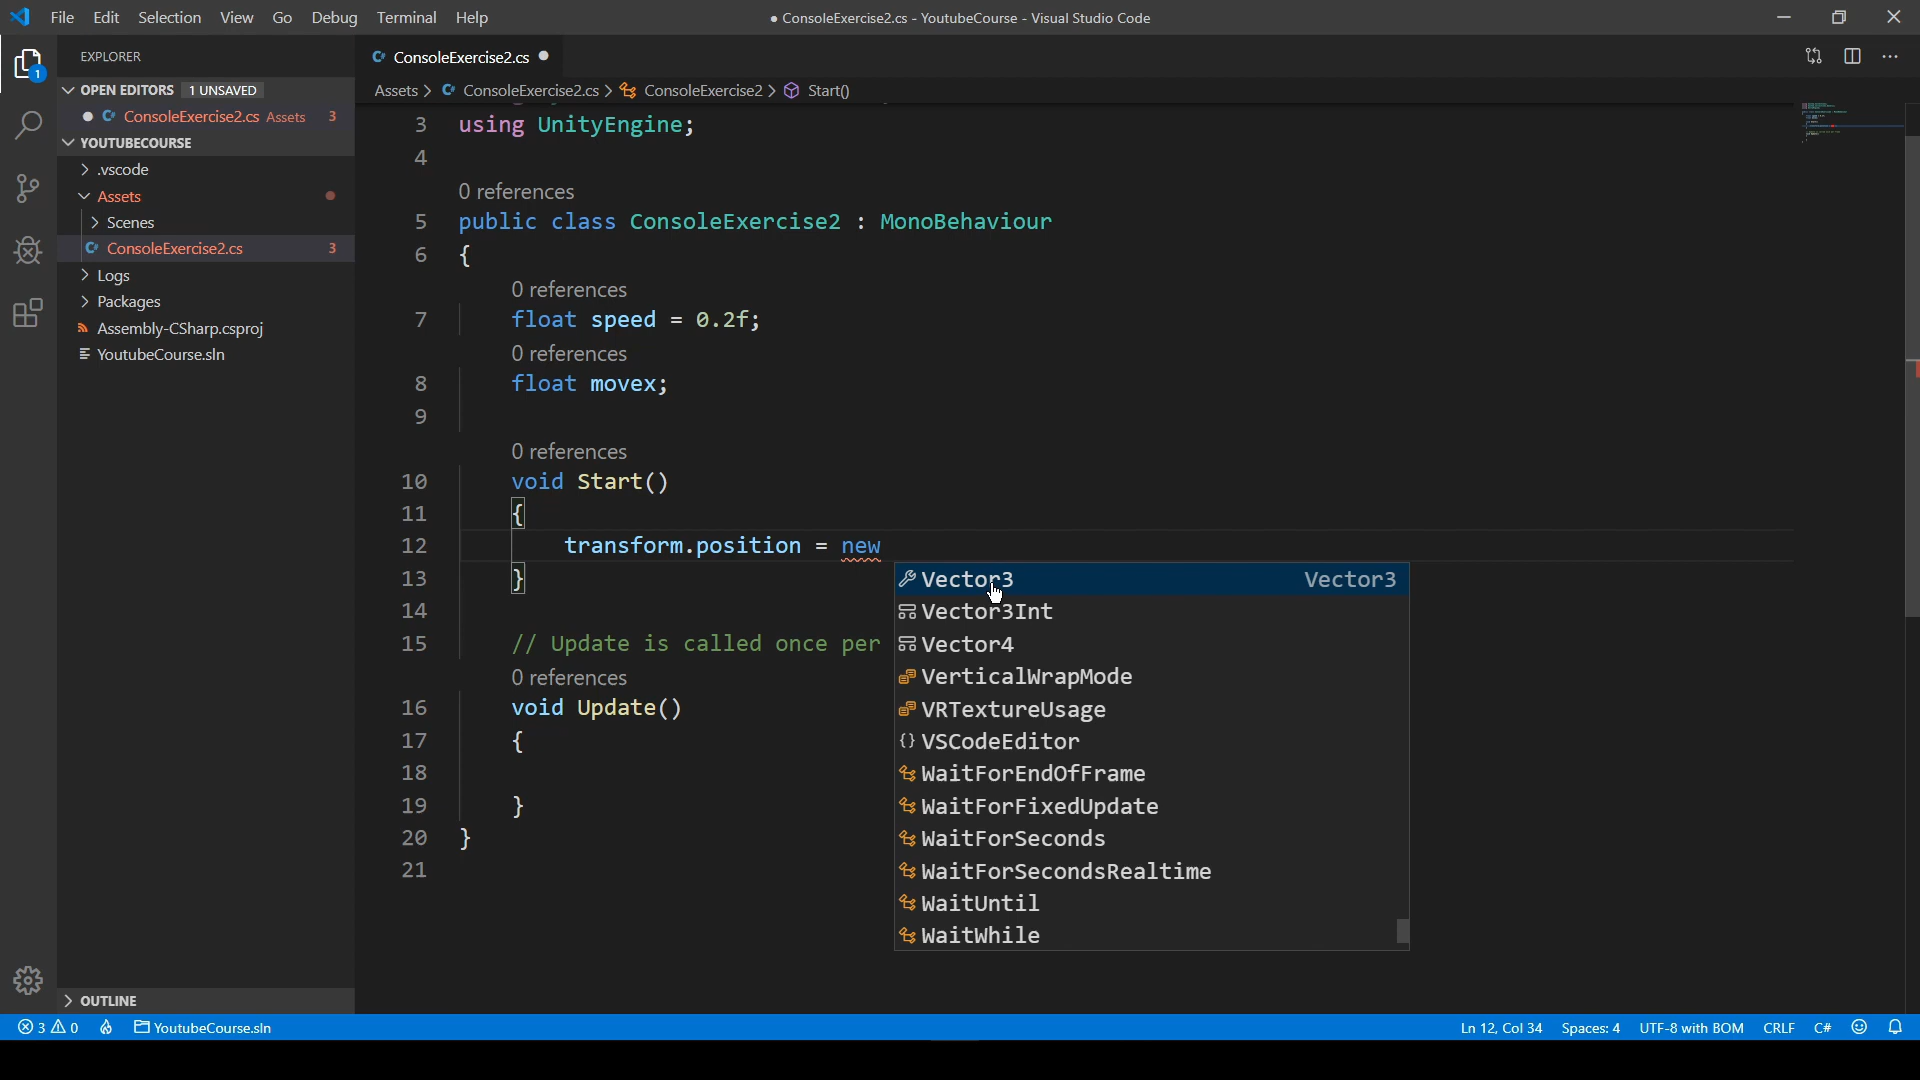 File Edit Selection View Go Debug Terminal Help
● ConsoleExercise2.cs - YoutubeCourse - Visual Studio Code
EXPLORER
OPEN EDITORS 1 UNSAVED
ConsoleExercise2.cs Assets 3
YOUTUBECOURSE
.vscode
Assets
Scenes
ConsoleExercise2.cs 3
Logs
Packages
Assembly-CSharp.csproj
YoutubeCourse.sln
OUTLINE
1
ConsoleExercise2.cs
Assets > ConsoleExercise2.cs > ConsoleExercise2 > Start()
3 using UnityEngine;
4
0 references
5 public class ConsoleExercise2 : MonoBehaviour
6 {
0 references
7 float speed = 0.2f;
0 references
8 float movex;
9
0 references
10 void Start()
11 {
12 transform.position = new
13 }
14
15 // Update is called once per
0 references
16 void Update()
17 {
18
19 }
20 }
21
Vector3 Vector3
Vector3Int
Vector4
VerticalWrapMode
VRTextureUsage
VSCodeEditor
WaitForEndOfFrame
WaitForFixedUpdate
WaitForSeconds
WaitForSecondsRealtime
WaitUntil
WaitWhile
3 0 YoutubeCourse.sln
Ln 12, Col 34 Spaces: 4 UTF-8 with BOM CRLF C#